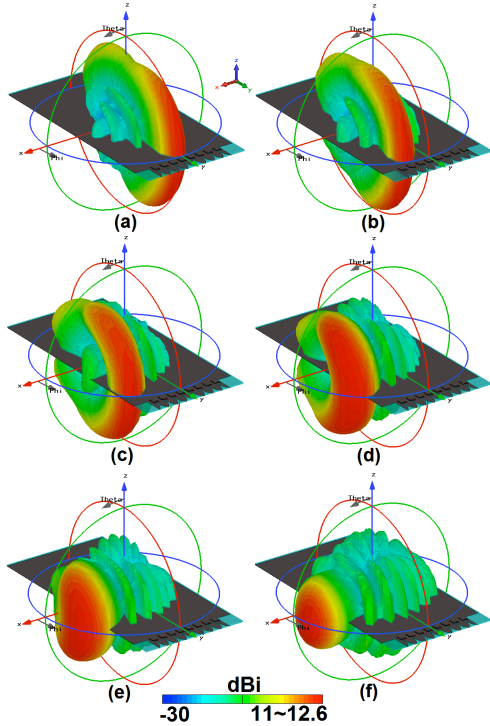 z
Theta
z
x
y
x
Phi
y
(a)
z
Theta
x
Phi
y
(b)
z
Theta
x
Phi
y
(c)
z
Theta
x
Phi
y
(d)
z
Theta
x
Phi
y
(e)
z
Theta
x
Phi
y
(f)
dBi
-30
11~12.6